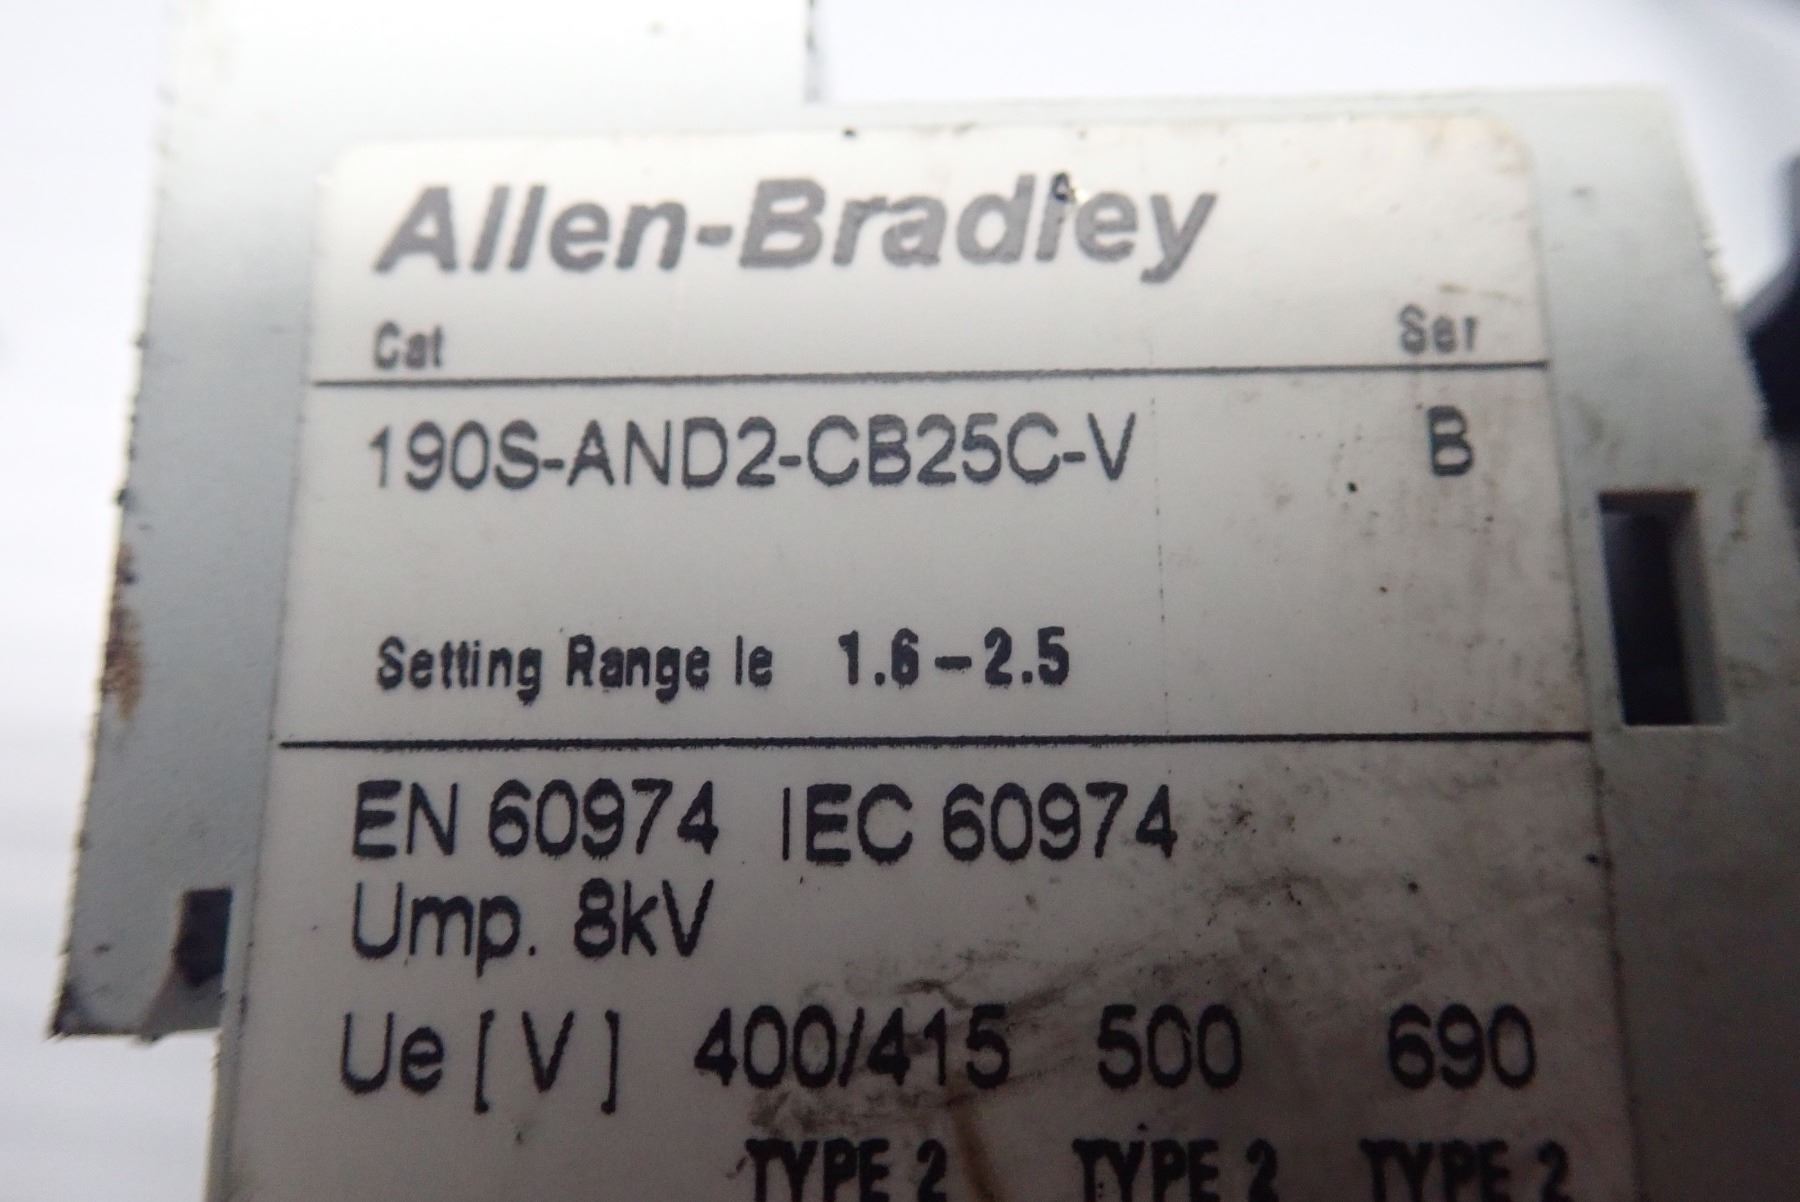 Allen-Bradley
Cat Ser
190S-AND2-CB25C-V B
Setting Range Ie 1.6-2.5
EN 60974 IEC 60974
Ump. 8kV
Ue [V] 400/415 500 690
TYPE 2 TYPE 2 TYPE 2